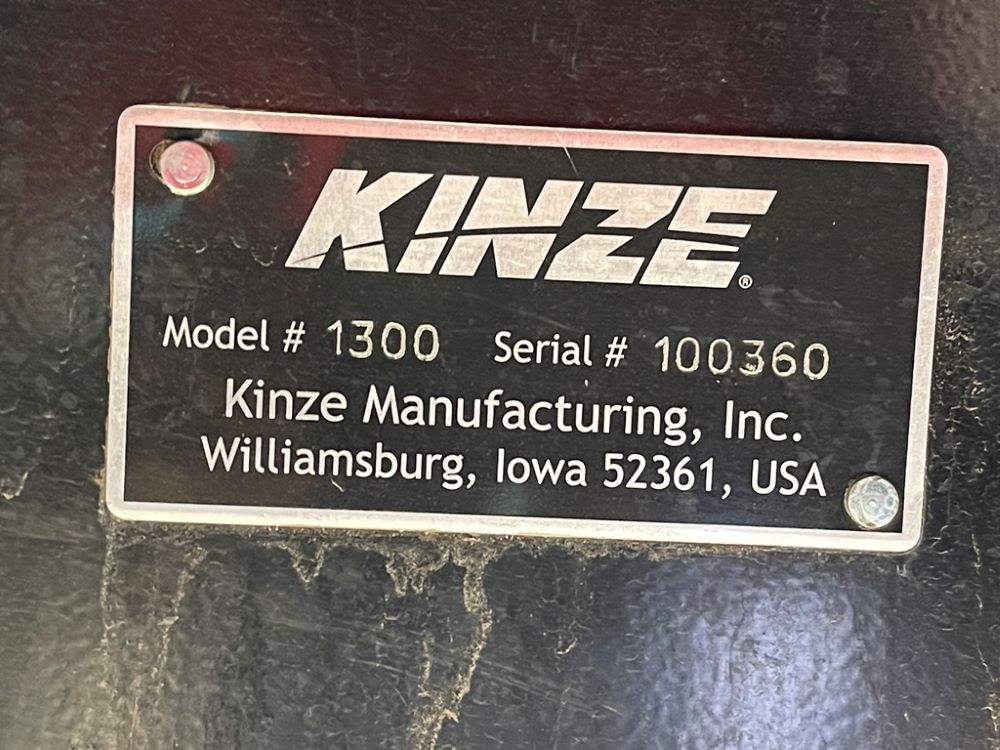 KINZE®
Model # 1300 Serial # 100360
Kinze Manufacturing, Inc.
Williamsburg, Iowa 52361, USA